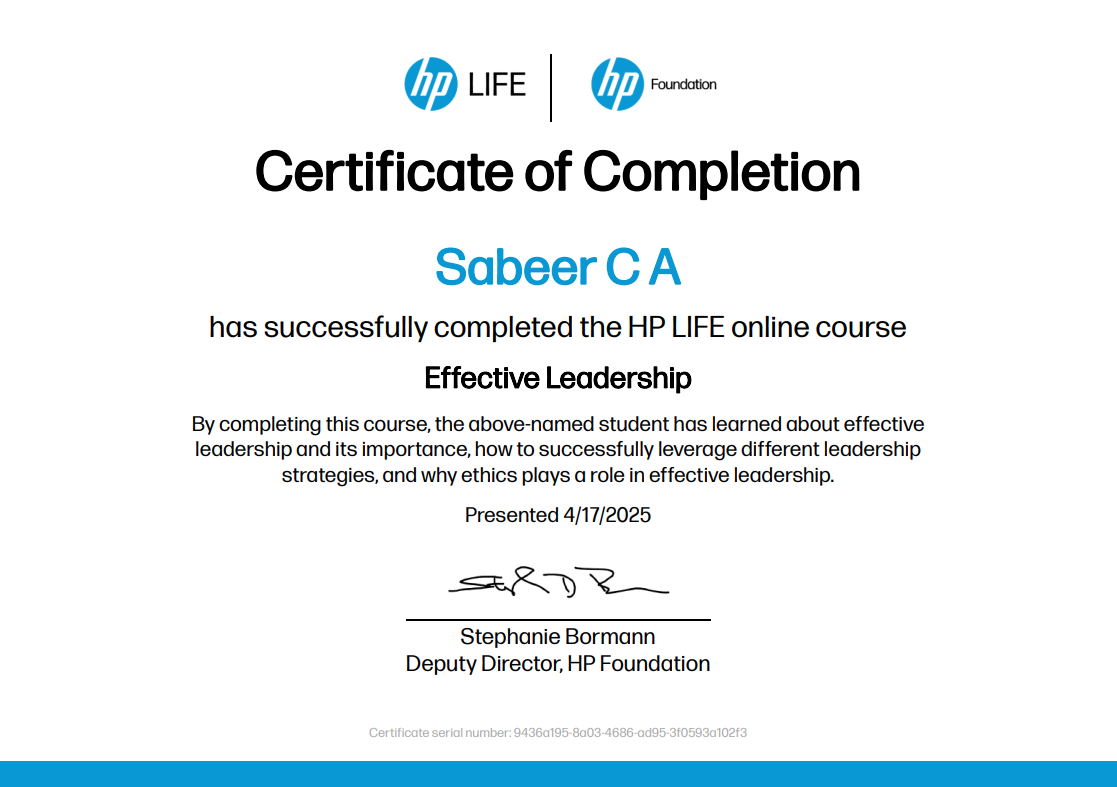 hp LIFE
hp Foundation
Certificate of Completion
Sabeer C A
has successfully completed the HP LIFE online course
Effective Leadership
By completing this course, the above-named student has learned about effective
leadership and its importance, how to successfully leverage different leadership
strategies, and why ethics plays a role in effective leadership.
Presented 4/17/2025
Stephanie Bormann
Deputy Director, HP Foundation
Certificate serial number: 9436a195-8a03-4686-ad95-3f0593a102f3